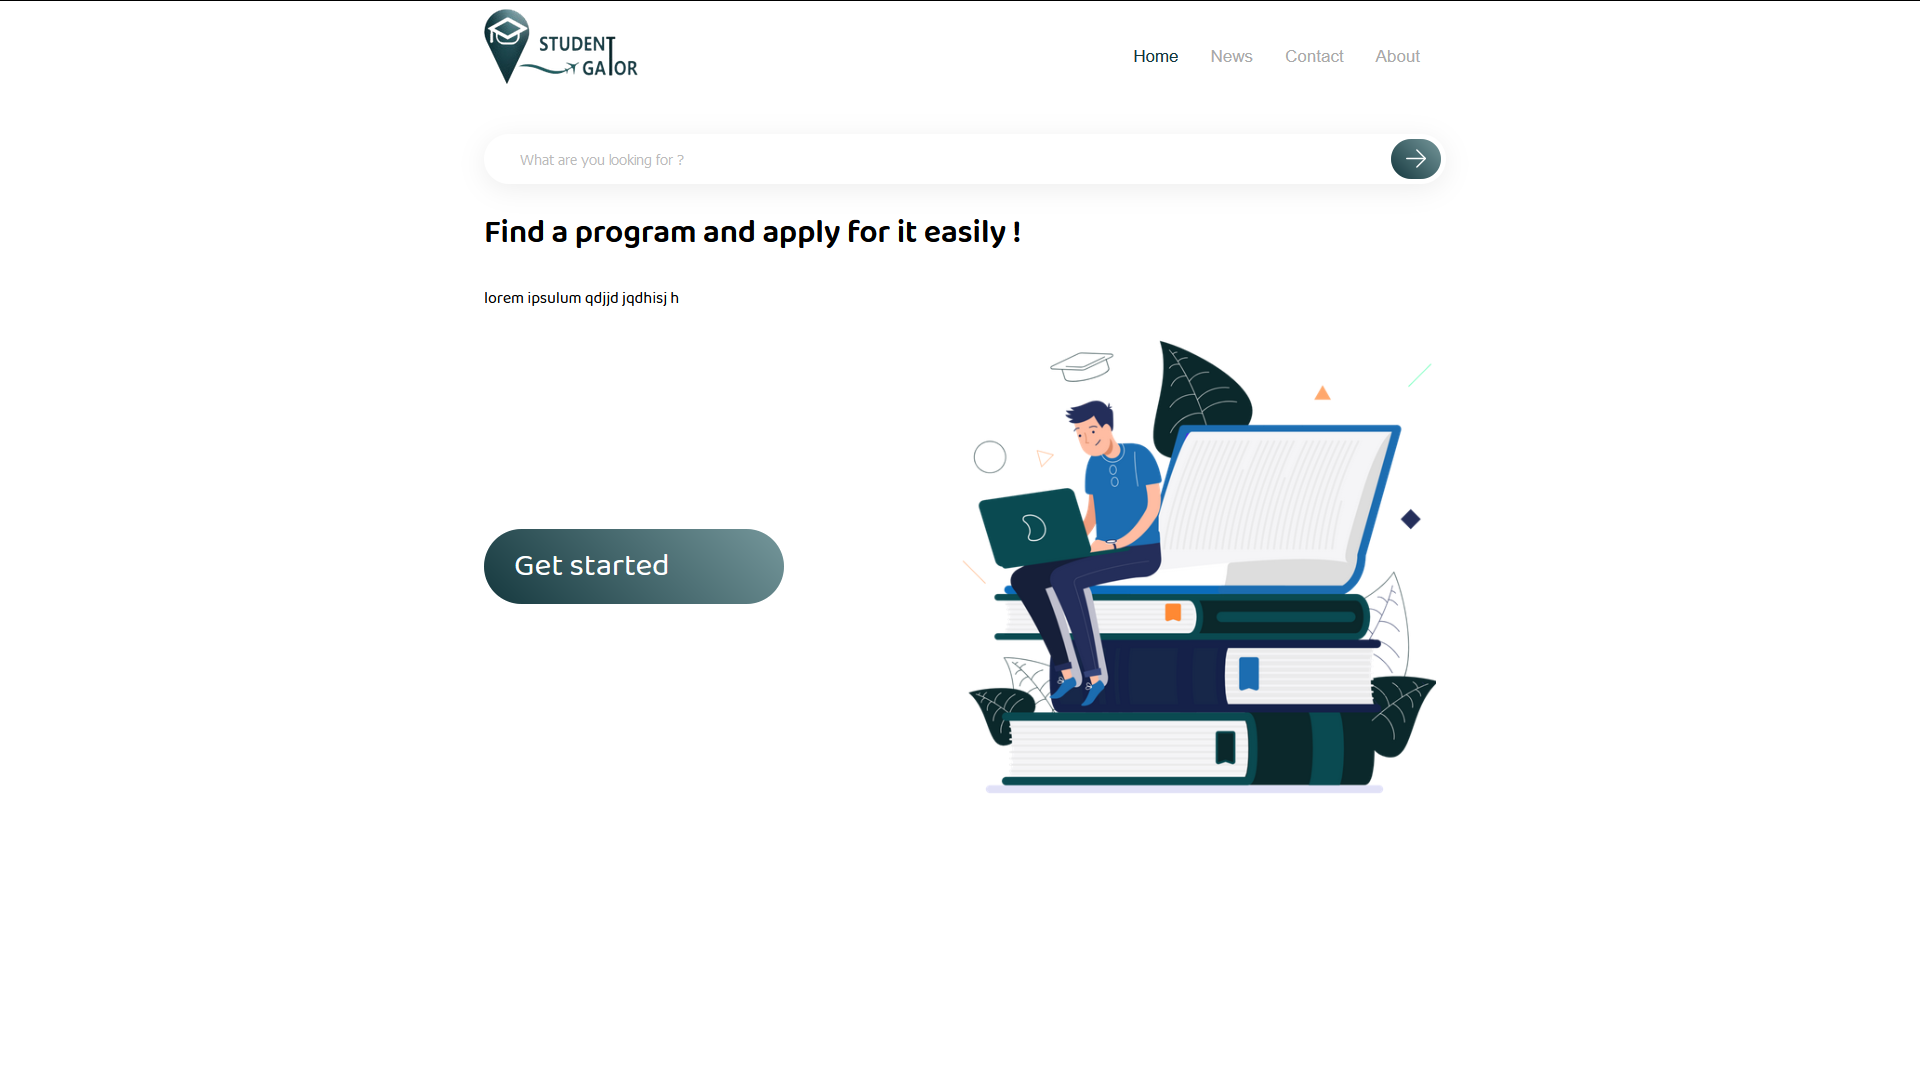 STUDENT
GATOR
Home News Contact About
What are you looking for ?
Find a program and apply for it easily !
lorem ipsulum qdjjd jqdhisj h
Get started